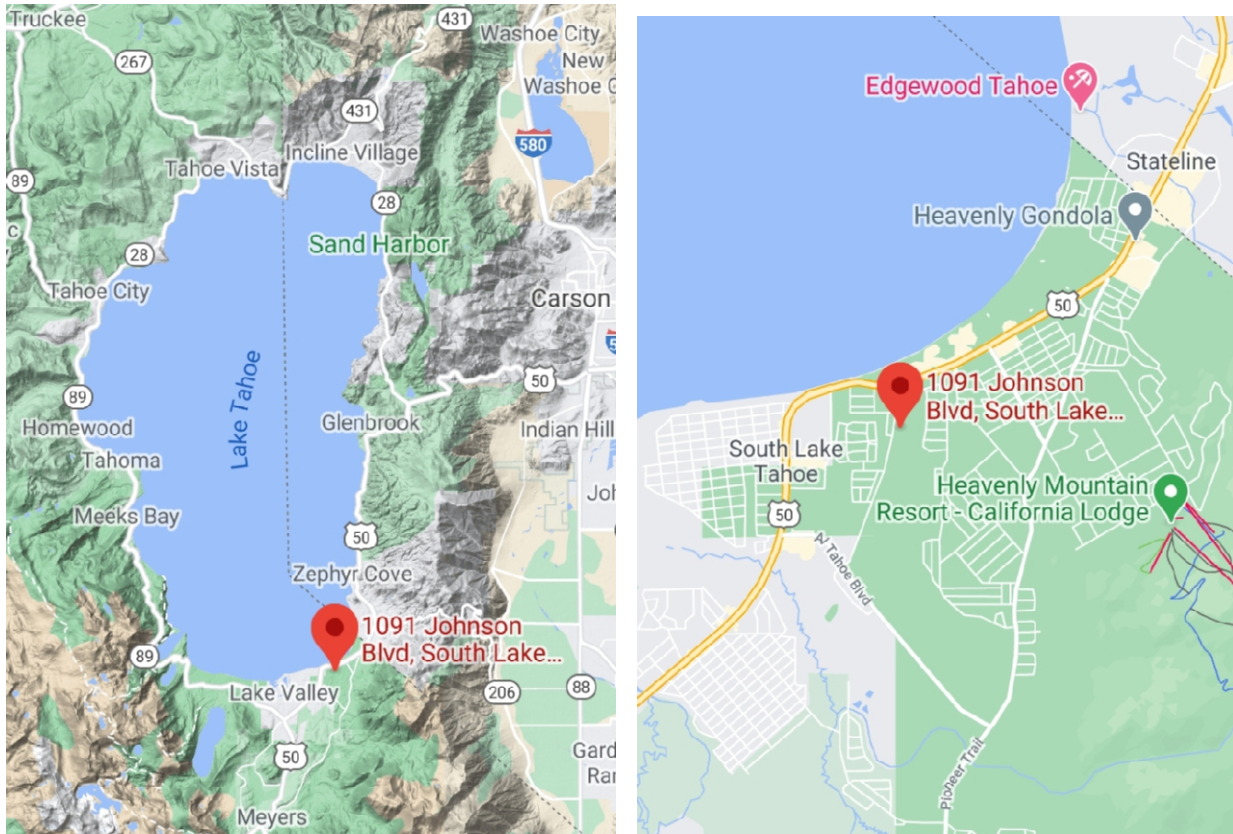 Truckee
431
Washoe City
New
Washoe C
267
431
580
Incline Village
Tahoe Vista
89
28
Sand Harbor
28
Tahoe City
Carson
50
Lake Tahoe
89
Glenbrook
Homewood
Indian Hill
Tahoma
Meeks Bay
50
Zephyr Cove
1091 Johnson
Blvd, South Lake...
89
Lake Valley
88
206
50
Gard
Ran
Meyers
Edgewood Tahoe
Stateline
Heavenly Gondola
50
1091 Johnson
Blvd, South Lake...
South Lake
Tahoe
Heavenly Mountain
Resort - California Lodge
50
Al Tahoe Blvd
Pioneer Trail